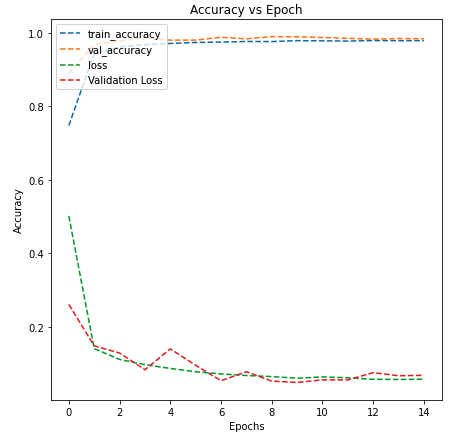 Accuracy vs Epoch
train_accuracy
val_accuracy
loss
Validation Loss
1.0
0.8
0.6
0.4
0.2
Accuracy
0 2 4 6 8 10 12 14
Epochs